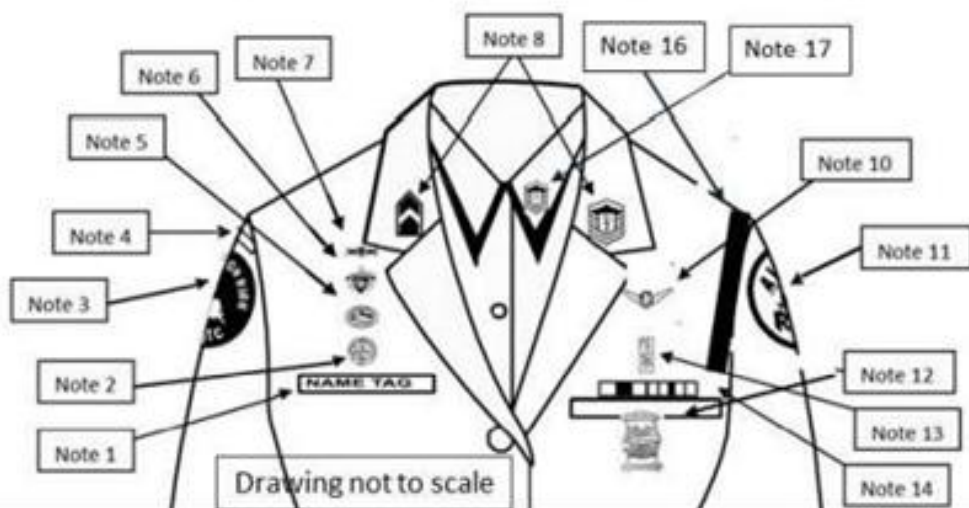 Note 8
Note 16
Note 17
Note 7
Note 6
Note 5
Note 10
Note 4
Note 11
Note 3
Note 2
NAME TAG
Note 12
Note 1
Note 13
Drawing not to scale
Note 14